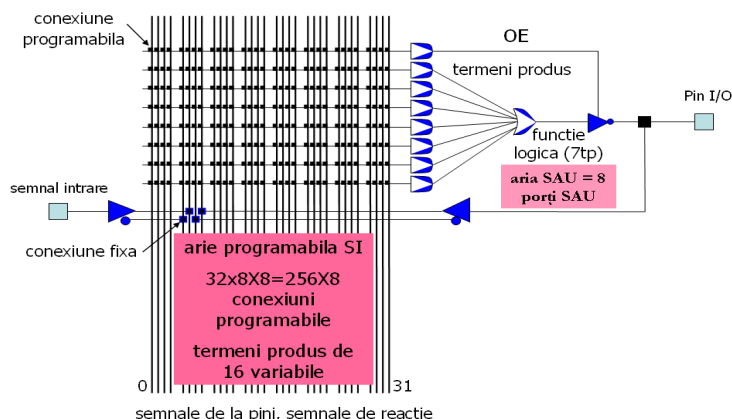 conexiune
programabila
OE
termeni produs
Pin I/O
functie
logica (7tp)
aria SAU = 8
porți SAU
semnal intrare
conexiune fixa
arie programabila SI
32x8X8=256X8
conexiuni
programabile
termeni produs de
16 variabile
0
31
semnale de la pini, semnale de reactie